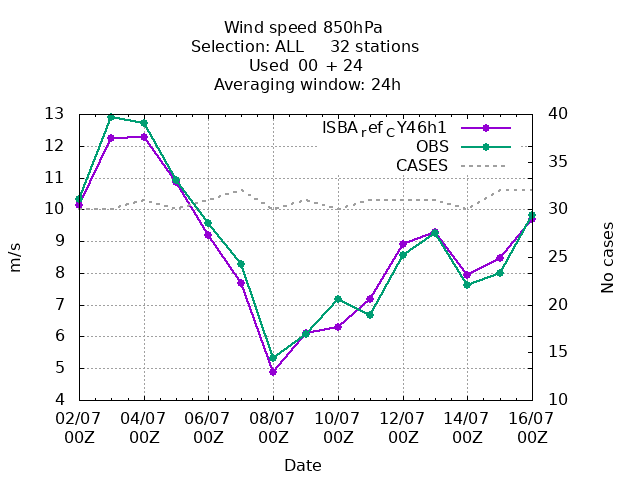 Wind speed 850hPa
Selection: ALL 32 stations
Used 00 + 24
Averaging window: 24h
13 40
ISBA_ref_CY46h1
12 OBS
35
CASES
11
10 30
9
25
m/s
No cases
8
7 20
6
15
5
4 10
02/07 04/07 06/07 08/07 10/07 12/07 14/07 16/07
00Z 00Z 00Z 00Z 00Z 00Z 00Z 00Z
Date